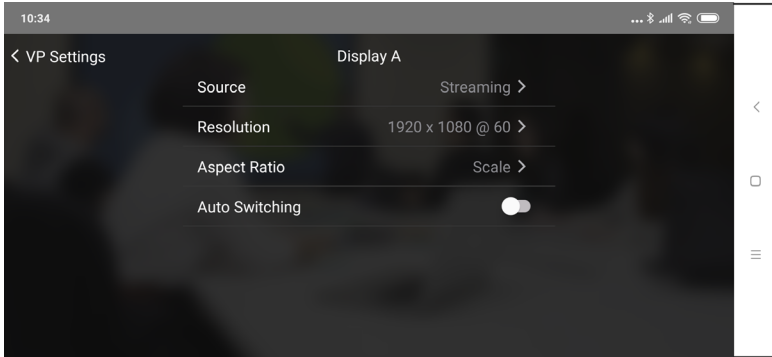 10:34
VP Settings
Display A
Source Streaming
Resolution 1920 x 1080 @ 60
Aspect Ratio Scale
Auto Switching